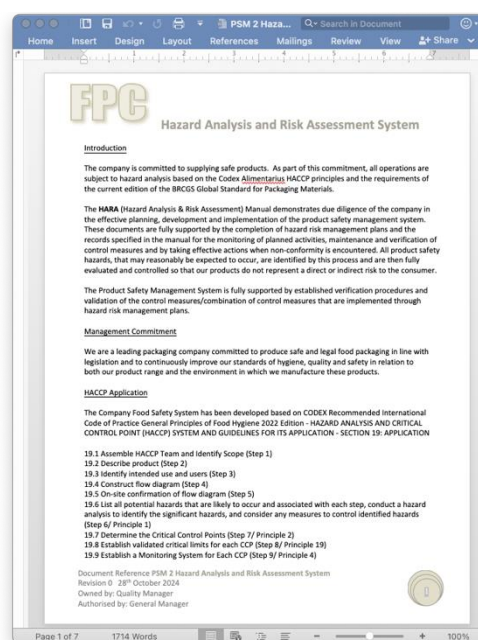 PSM 2 Haza...
Search in Document
Home Insert Design Layout References Mailings Review View Share
FPC
Hazard Analysis and Risk Assessment System
Introduction
The company is committed to supplying safe products. As part of this commitment, all operations are
subject to hazard analysis based on the Codex Alimentarius HACCP principles and the requirements of
the current edition of the BRCGS Global Standard for Packaging Materials.
The HARA (Hazard Analysis & Risk Assessment) Manual demonstrates due diligence of the company in
the effective planning, development and implementation of the product safety management system.
These documents are fully supported by the completion of hazard risk management plans and the
records specified in the manual for the monitoring of planned activities, maintenance and verification of
control measures and by taking effective actions when non-conformity is encountered. All product safety
hazards, that may reasonably be expected to occur, are identified by this process and are then fully
evaluated and controlled so that our products do not represent a direct or indirect risk to the consumer.
The Product Safety Management System is fully supported by established verification procedures and
validation of the control measures/combination of control measures that are implemented through
hazard risk management plans.
Management Commitment
We are a leading packaging company committed to produce safe and legal food packaging in line with
legislation and to continuously improve our standards of hygiene, quality and safety in relation to
both our product range and the environment in which we manufacture these products.
HACCP Application
The Company Food Safety System has been developed based on CODEX Recommended International
Code of Practice General Principles of Food Hygiene 2022 Edition - HAZARD ANALYSIS AND CRITICAL
CONTROL POINT (HACCP) SYSTEM AND GUIDELINES FOR ITS APPLICATION - SECTION 19: APPLICATION
19.1 Assemble HACCP Team and Identify Scope (Step 1)
19.2 Describe product (Step 2)
19.3 Identify intended use and users (Step 3)
19.4 Construct flow diagram (Step 4)
19.5 On-site confirmation of flow diagram (Step 5)
19.6 List all potential hazards that are likely to occur and associated with each step, conduct a hazard
analysis to identify the significant hazards, and consider any measures to control identified hazards
(Step 6/ Principle 1)
19.7 Determine the Critical Control Points (Step 7/ Principle 2)
19.8 Establish validated critical limits for each CCP (Step 8/ Principle 19)
19.9 Establish a Monitoring System for Each CCP (Step 9/ Principle 4)
Document Reference PSM 2 Hazard Analysis and Risk Assessment System
Revision 0 28th October 2024
Owned by: Quality Manager
Authorised by: General Manager
Page 1 of 7 1714 Words 100%